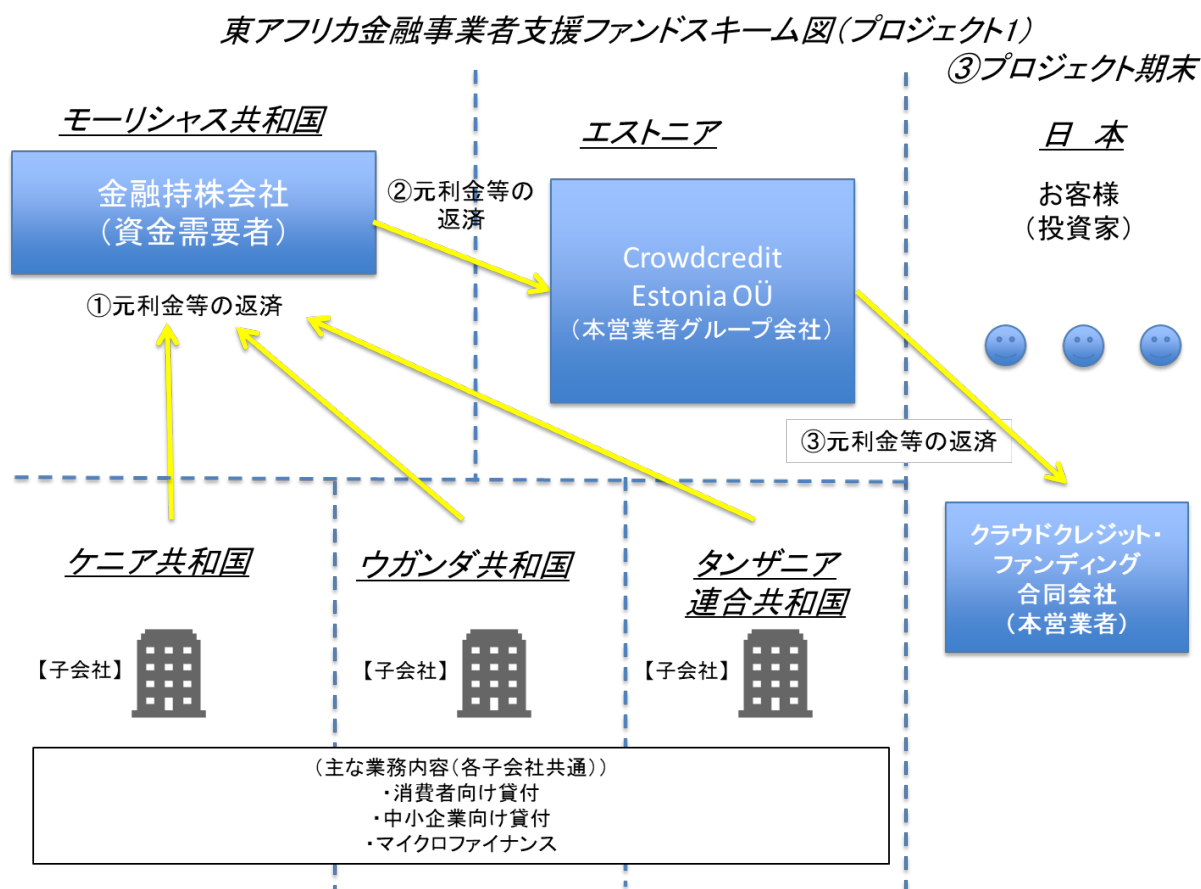 東アフリカ金融事業者支援ファンドスキーム図（プロジェクト1）
③プロジェクト期末
モーリシャス共和国
エストニア
日　本
金融持株会社
（資金需要者）
②元利金等の
返済
お客様
（投資家）
Crowdcredit
Estonia OÜ
（本営業者グループ会社）
①元利金等の返済
③元利金等の返済
クラウドクレジット・
ファンディング
合同会社
（本営業者）
ケニア共和国
ウガンダ共和国
タンザニア
連合共和国
【子会社】
【子会社】
【子会社】
（主な業務内容（各子会社共通））
・消費者向け貸付
・中小企業向け貸付
・マイクロファイナンス